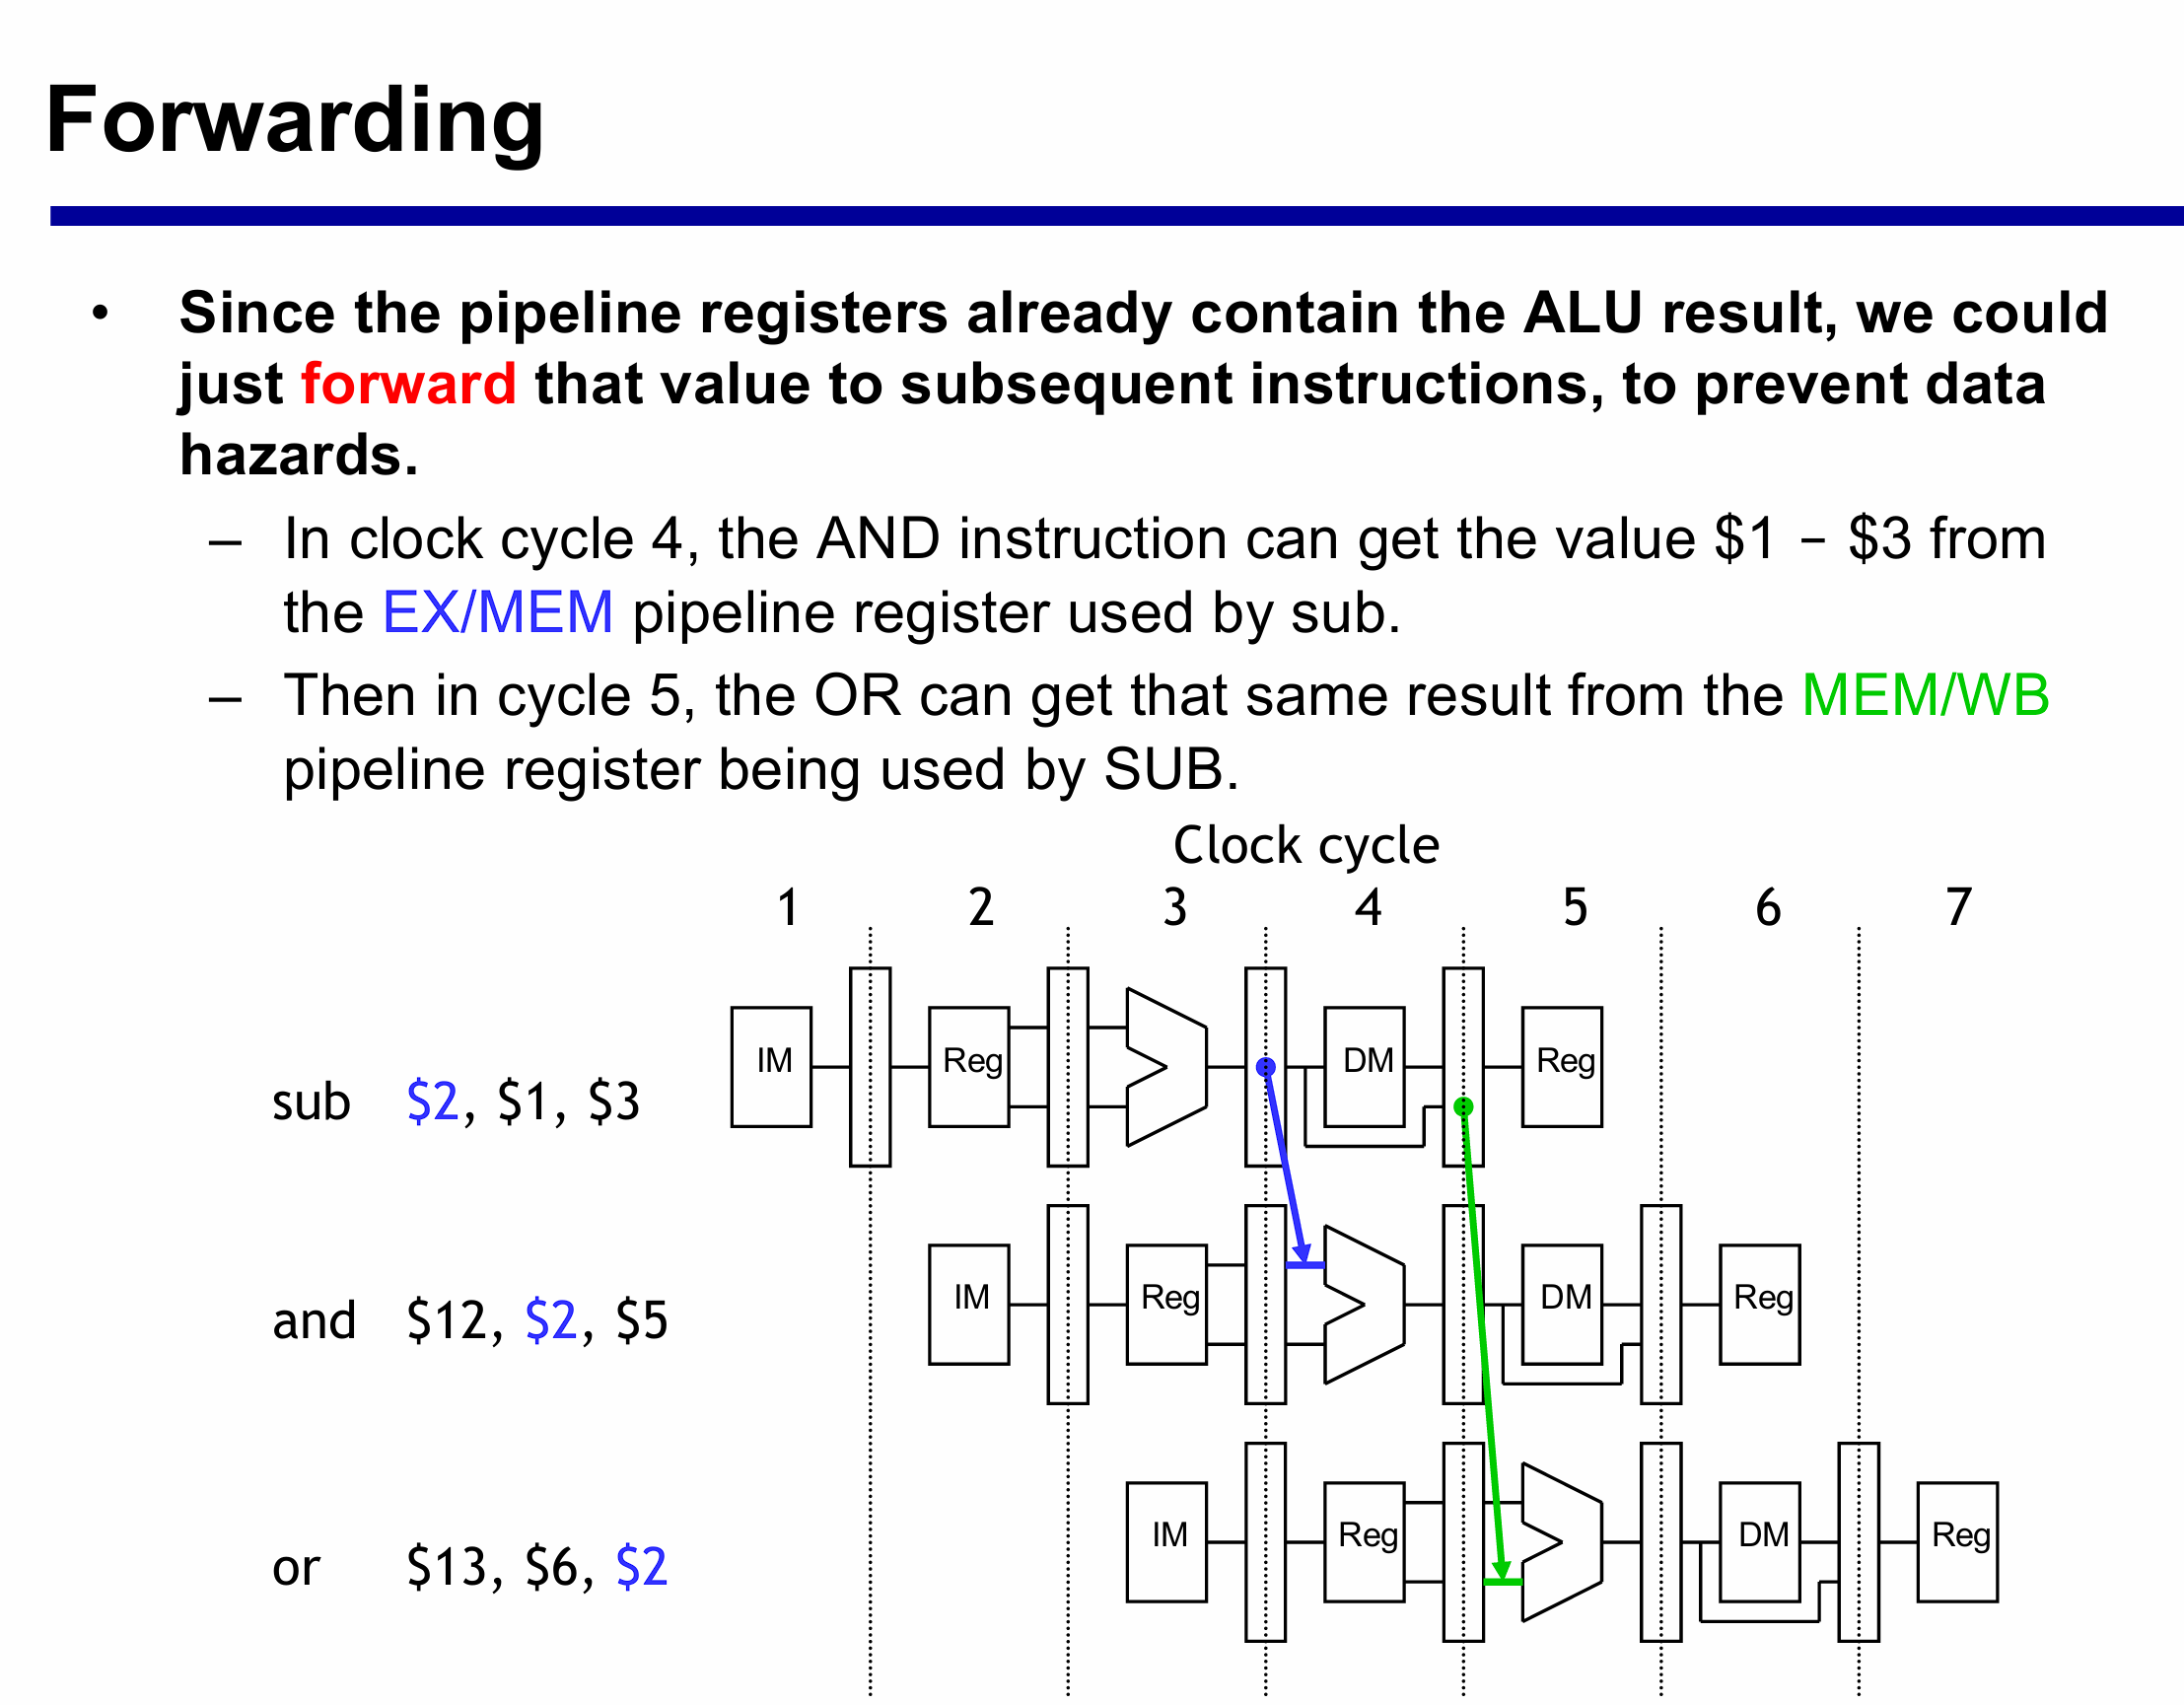 Forwarding
• Since the pipeline registers already contain the ALU result, we could
just forward that value to subsequent instructions, to prevent data
hazards.
– In clock cycle 4, the AND instruction can get the value $1 – $3 from
the EX/MEM pipeline register used by sub.
– Then in cycle 5, the OR can get that same result from the MEM/WB
pipeline register being used by SUB.
Clock cycle
1 2 3 4 5 6 7
IM Reg DM Reg
sub $2, $1, $3
IM Reg DM Reg
and $12, $2, $5
IM Reg DM Reg
or $13, $6, $2